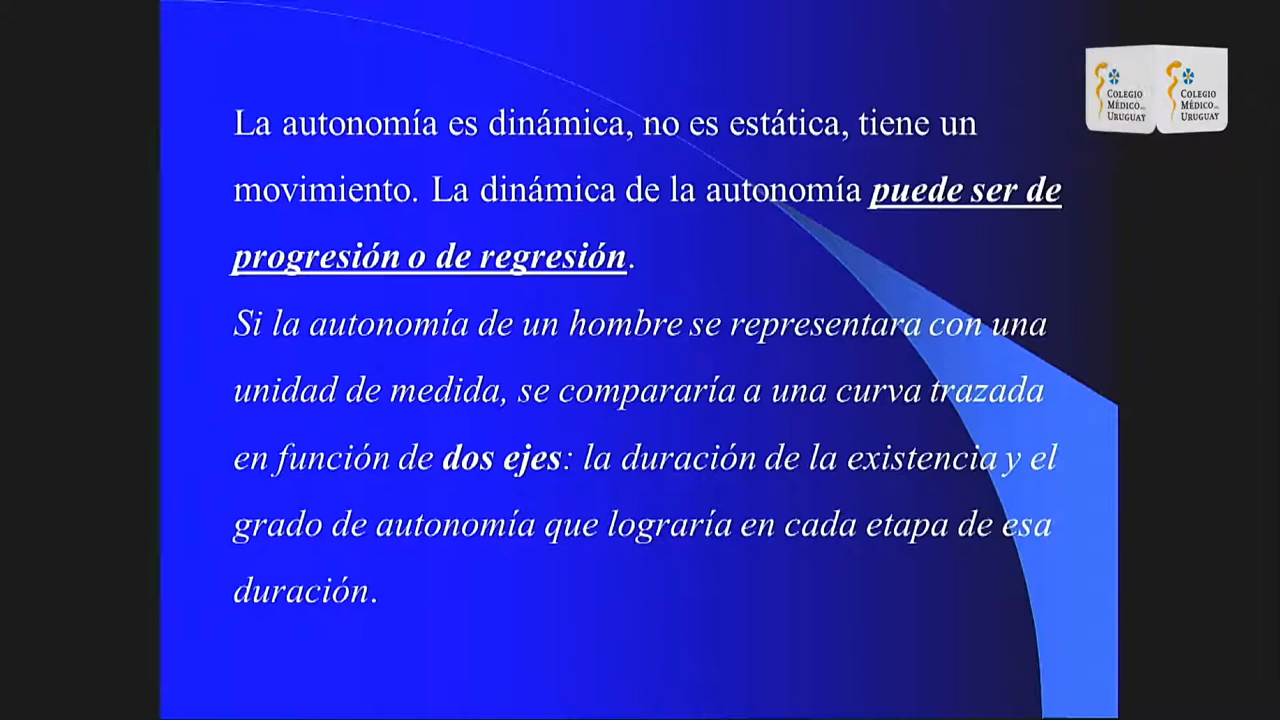 La autonomía es dinámica, no es estática, tiene un
movimiento. La dinámica de la autonomía puede ser de
progresión o de regresión.
Si la autonomía de un hombre se representara con una
unidad de medida, se compararía a una curva trazada
en función de dos ejes: la duración de la existencia y el
grado de autonomía que lograría en cada etapa de esa
duración.
COLEGIO
MÉDICO DEL
URUGUAY
COLEGIO
MÉDICO DEL
URUGUAY